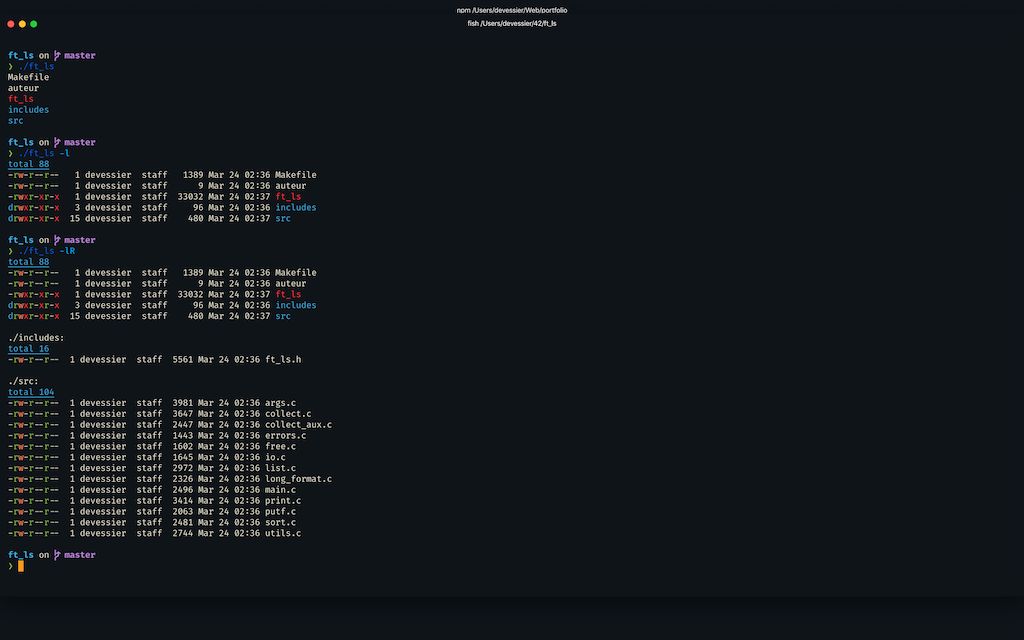 npm /Users/devessier/Web/portfolio
fish /Users/devessier/42/ft_ls
ft_ls on master
❯ ./ft_ls
Makefile
auteur
ft_ls
includes
src
ft_ls on master
❯ ./ft_ls -l
total 88
-rw-r--r--   1 devessier  staff   1389 Mar 24 02:36 Makefile
-rw-r--r--   1 devessier  staff      9 Mar 24 02:36 auteur
-rwxr-xr-x   1 devessier  staff  33032 Mar 24 02:37 ft_ls
drwxr-xr-x   3 devessier  staff     96 Mar 24 02:36 includes
drwxr-xr-x  15 devessier  staff    480 Mar 24 02:37 src
ft_ls on master
❯ ./ft_ls -lR
total 88
-rw-r--r--   1 devessier  staff   1389 Mar 24 02:36 Makefile
-rw-r--r--   1 devessier  staff      9 Mar 24 02:36 auteur
-rwxr-xr-x   1 devessier  staff  33032 Mar 24 02:37 ft_ls
drwxr-xr-x   3 devessier  staff     96 Mar 24 02:36 includes
drwxr-xr-x  15 devessier  staff    480 Mar 24 02:37 src
./includes:
total 16
-rw-r--r--  1 devessier  staff  5561 Mar 24 02:36 ft_ls.h
./src:
total 104
-rw-r--r--  1 devessier  staff  3981 Mar 24 02:36 args.c
-rw-r--r--  1 devessier  staff  3647 Mar 24 02:36 collect.c
-rw-r--r--  1 devessier  staff  2447 Mar 24 02:36 collect_aux.c
-rw-r--r--  1 devessier  staff  1443 Mar 24 02:36 errors.c
-rw-r--r--  1 devessier  staff  1602 Mar 24 02:36 free.c
-rw-r--r--  1 devessier  staff  1645 Mar 24 02:36 io.c
-rw-r--r--  1 devessier  staff  2972 Mar 24 02:36 list.c
-rw-r--r--  1 devessier  staff  2326 Mar 24 02:36 long_format.c
-rw-r--r--  1 devessier  staff  2496 Mar 24 02:36 main.c
-rw-r--r--  1 devessier  staff  3414 Mar 24 02:36 print.c
-rw-r--r--  1 devessier  staff  2063 Mar 24 02:36 putf.c
-rw-r--r--  1 devessier  staff  2481 Mar 24 02:36 sort.c
-rw-r--r--  1 devessier  staff  2744 Mar 24 02:36 utils.c
ft_ls on master
❯